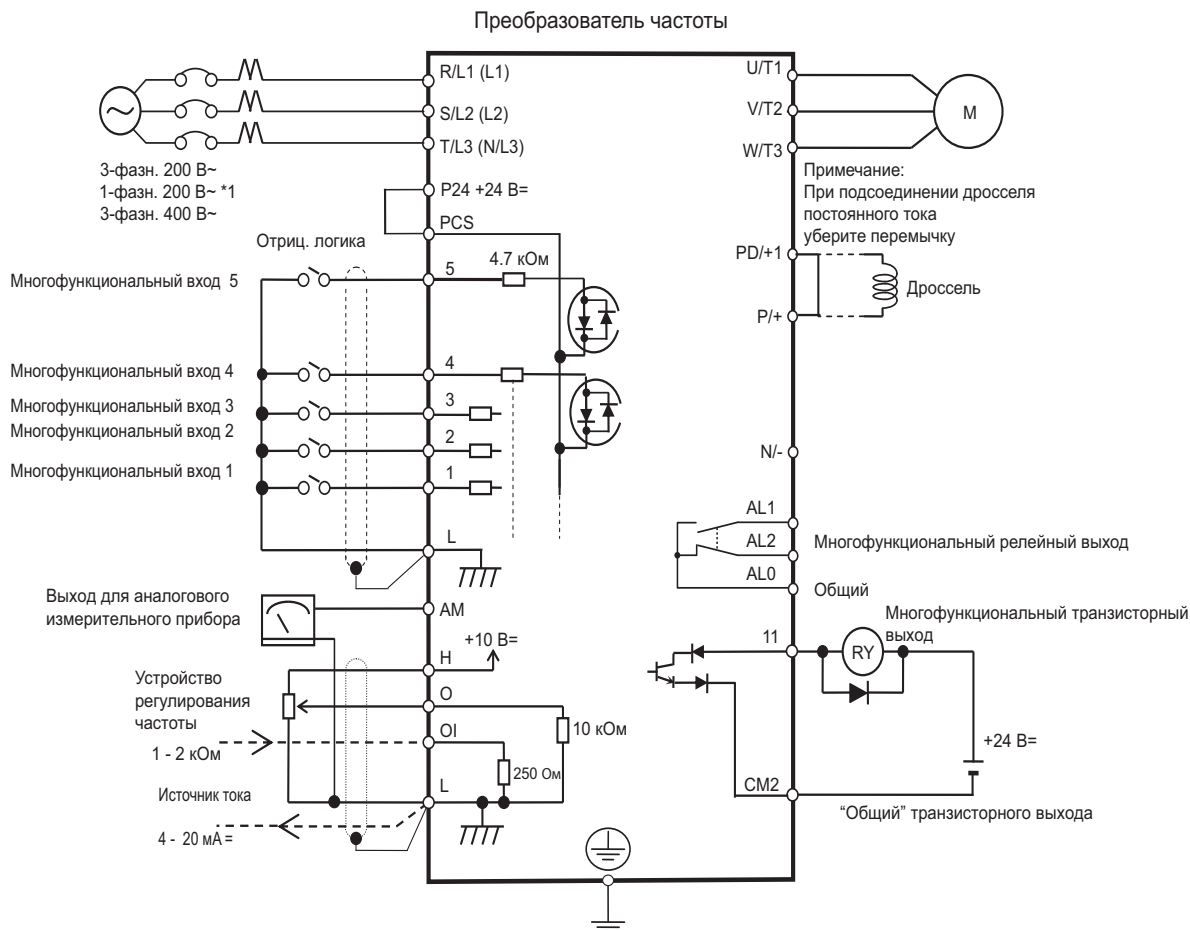 Преобразователь частоты
R/L1 (L1)
S/L2 (L2)
T/L3 (N/L3)
3-фазн. 200 В~
1-фазн. 200 В~ *1
3-фазн. 400 В~
P24 +24 В=
PCS
Отриц. логика
4.7 кОм
Многофункциональный вход 5
5
Многофункциональный вход 4
4
Многофункциональный вход 3
3
Многофункциональный вход 2
2
Многофункциональный вход 1
1
L
Выход для аналогового
измерительного прибора
AM
+10 В=
H
Устройство
регулирования
частоты
1 - 2 кОм
O
OI
10 кОм
250 Ом
Источник тока
L
4 - 20 мА =
U/T1
V/T2
W/T3
M
Примечание:
При подсоединении дросселя
постоянного тока
уберите перемычку
PD/+1
Дроссель
P/+
N/-
AL1
AL2
Многофункциональный релейный выход
AL0
Общий
Многофункциональный транзисторный
выход
11
RY
+24 В=
CM2
“Общий” транзисторного выхода